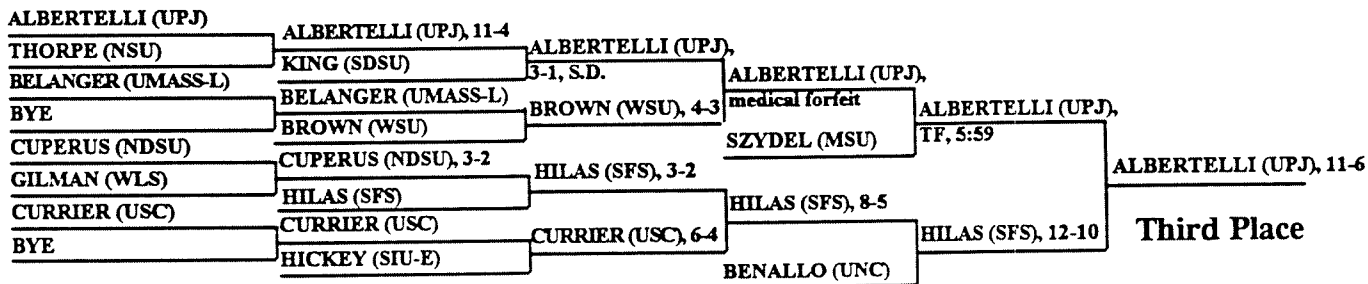 ALBERTELLI (UPJ)
THORPE (NSU)
BELANGER (UMASS-L)
BYE
CUPERUS (NDSU)
GILMAN (WLS)
CURRIER (USC)
BYE
ALBERTELLI (UPJ), 11-4
KING (SDSU)
BELANGER (UMASS-L)
BROWN (WSU)
CUPERUS (NDSU), 3-2
HILAS (SFS)
CURRIER (USC)
HICKEY (SIU-E)
ALBERTELLI (UPJ),
3-1, S.D.
BROWN (WSU), 4-3
HILAS (SFS), 3-2
CURRIER (USC), 6-4
ALBERTELLI (UPJ),
medical forfeit
SZYDEL (MSU)
HILAS (SFS), 8-5
BENALLO (UNC)
ALBERTELLI (UPJ),
TF, 5:59
HILAS (SFS), 12-10
ALBERTELLI (UPJ), 11-6
Third Place